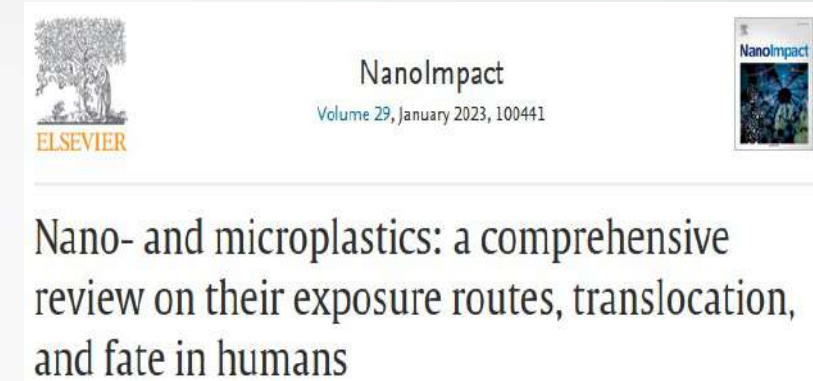 ELSEVIER
NanoImpact
Volume 29, January 2023, 100441
NanoImpact
Nano- and microplastics: a comprehensive
review on their exposure routes, translocation,
and fate in humans